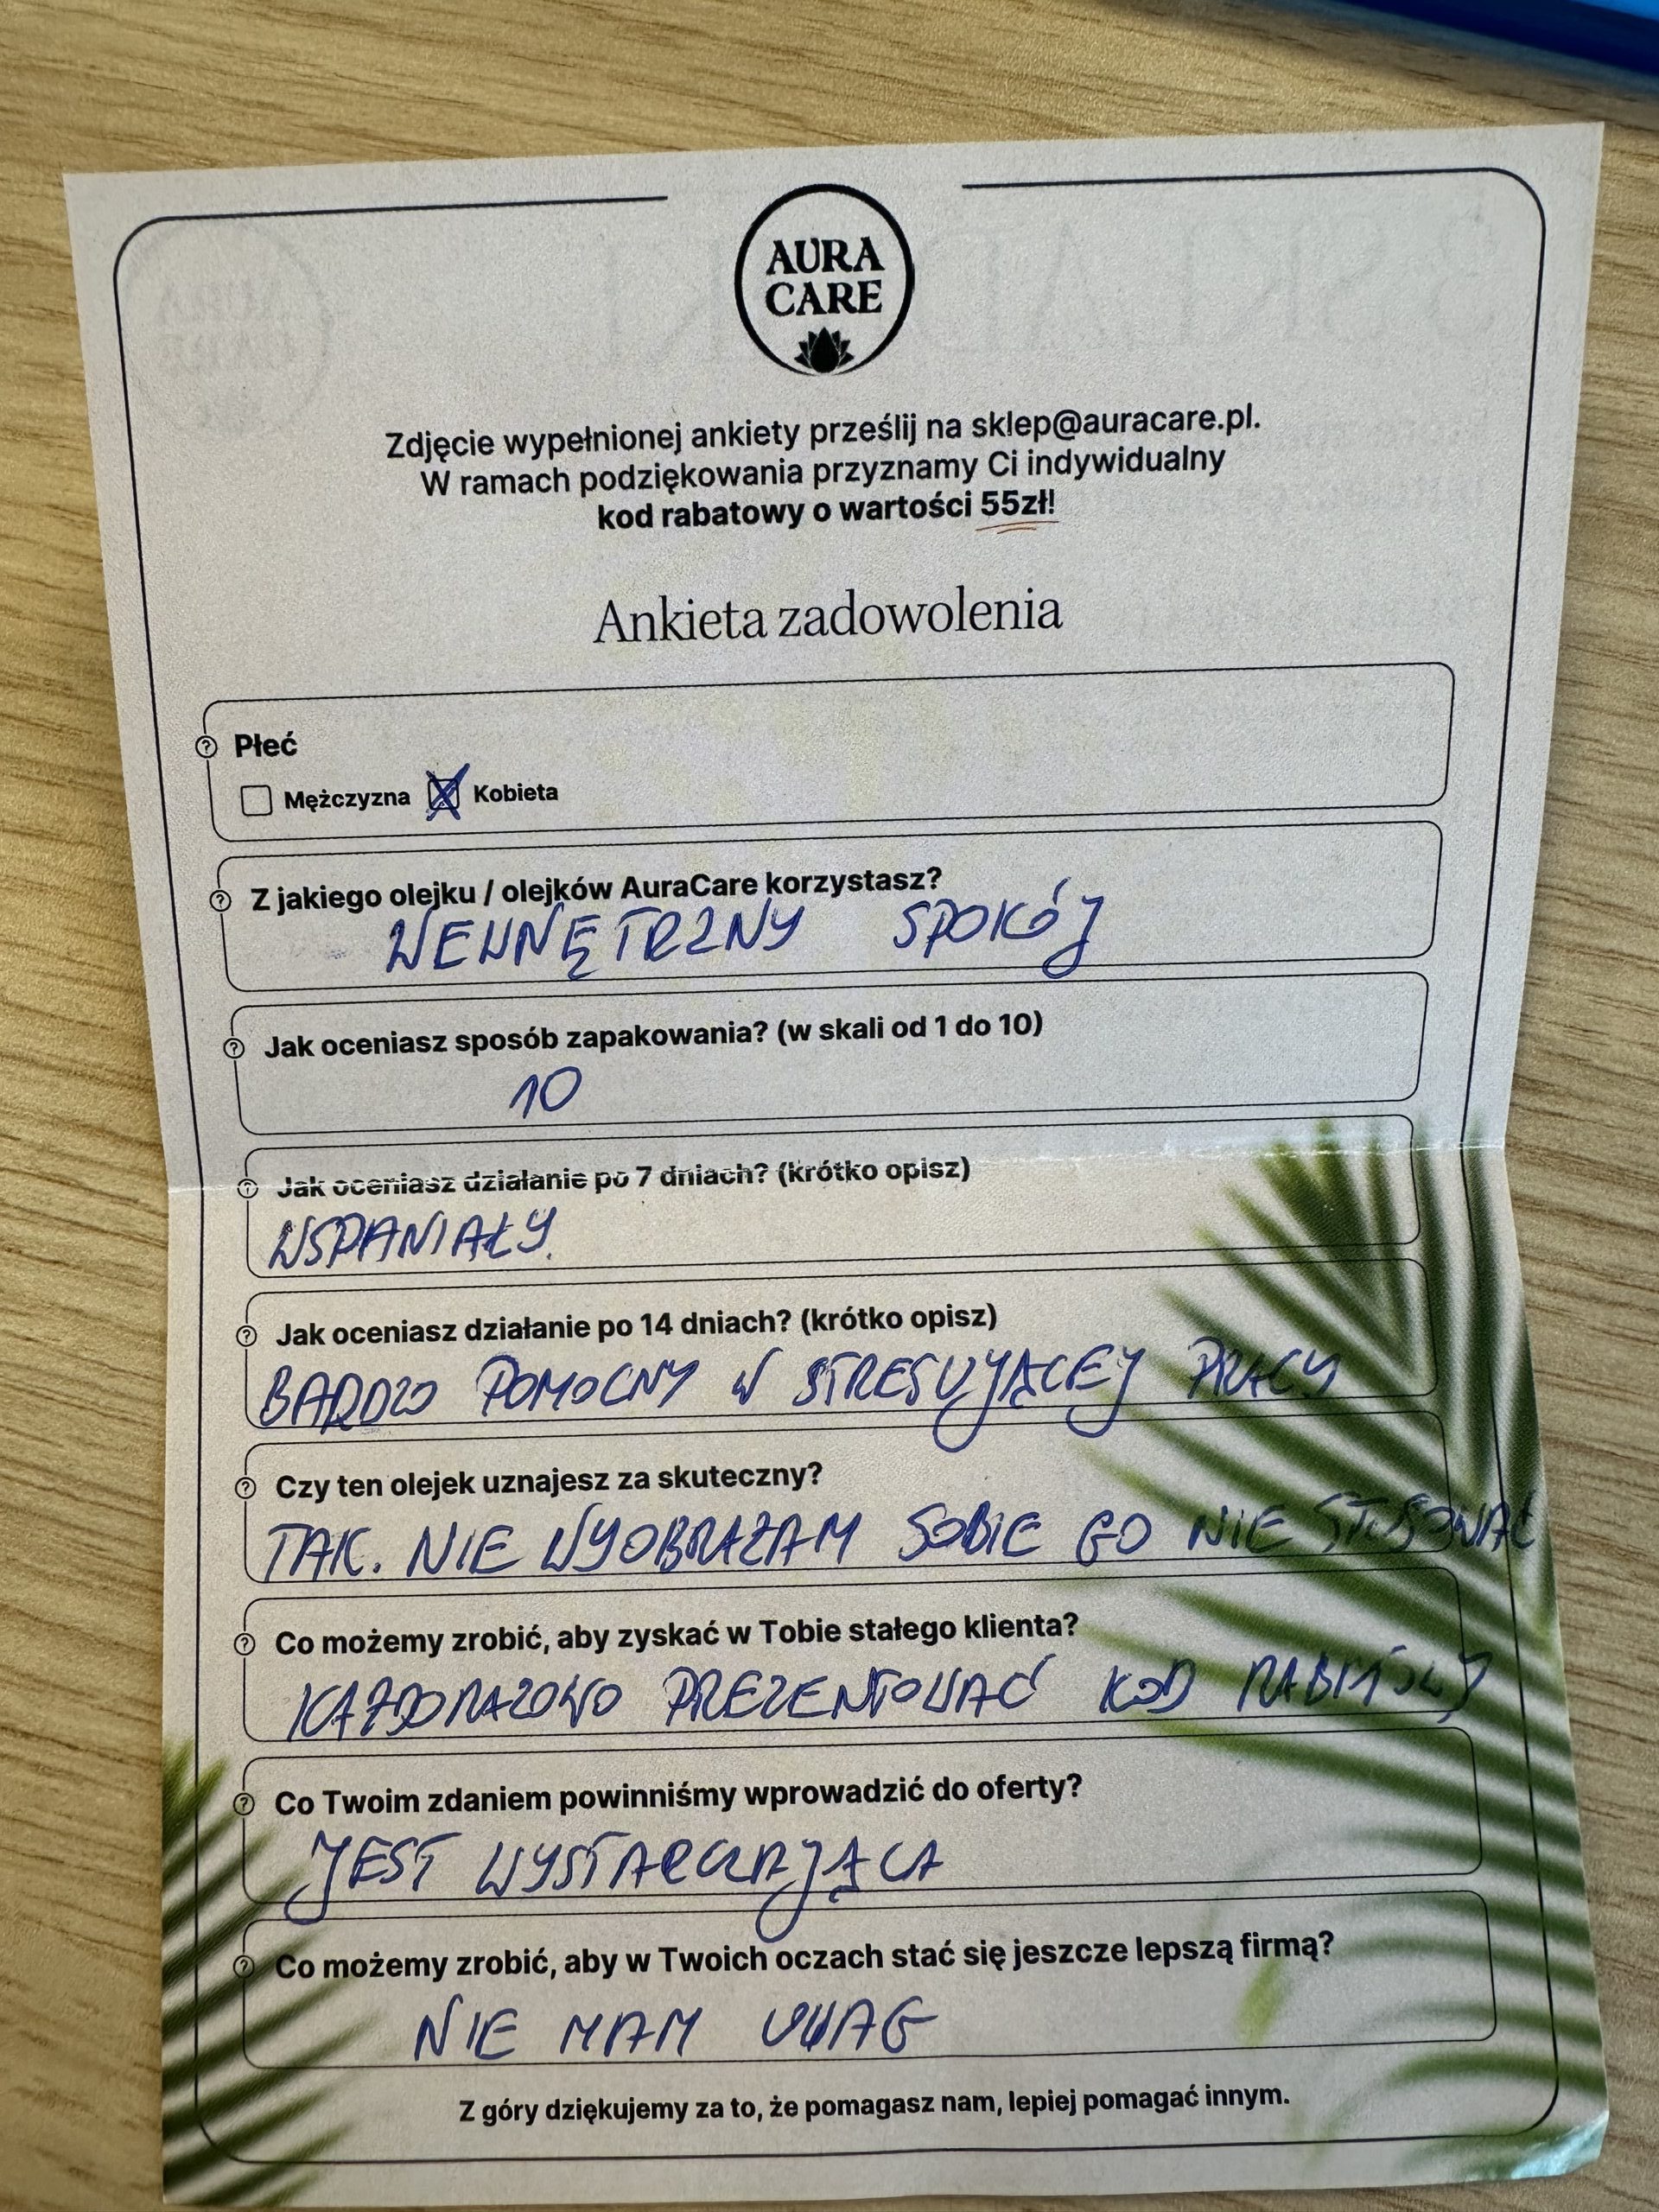 AURA
CARE
Zdjęcie wypełnionej ankiety prześlij na sklep@auracare.pl.
W ramach podziękowania przyznamy Ci indywidualny
kod rabatowy o wartości 55zł!
Ankieta zadowolenia
Płeć
Mężczyzna Kobieta
Z jakiego olejku / olejków AuraCare korzystasz?
WEWNĘTRZNY SPOKÓJ
Jak oceniasz sposób zapakowania? (w skali od 1 do 10)
10
Jak oceniasz działanie po 7 dniach? (krótko opisz)
WSPANIAŁY.
Jak oceniasz działanie po 14 dniach? (krótko opisz)
BARDZO POMOCNY W STRESUJĄCEJ PRACY
Czy ten olejek uznajesz za skuteczny?
TAK. NIE WYOBRAŻAM SOBIE GO NIE STOSOWAĆ
Co możemy zrobić, aby zyskać w Tobie stałego klienta?
KAŻDORAZOWO PREZENTOWAĆ KOD RABATOWY
Co Twoim zdaniem powinniśmy wprowadzić do oferty?
JEST WYSTARCZAJĄCA
Co możemy zrobić, aby w Twoich oczach stać się jeszcze lepszą firmą?
NIE MAM UWAG
Z góry dziękujemy za to, że pomagasz nam, lepiej pomagać innym.